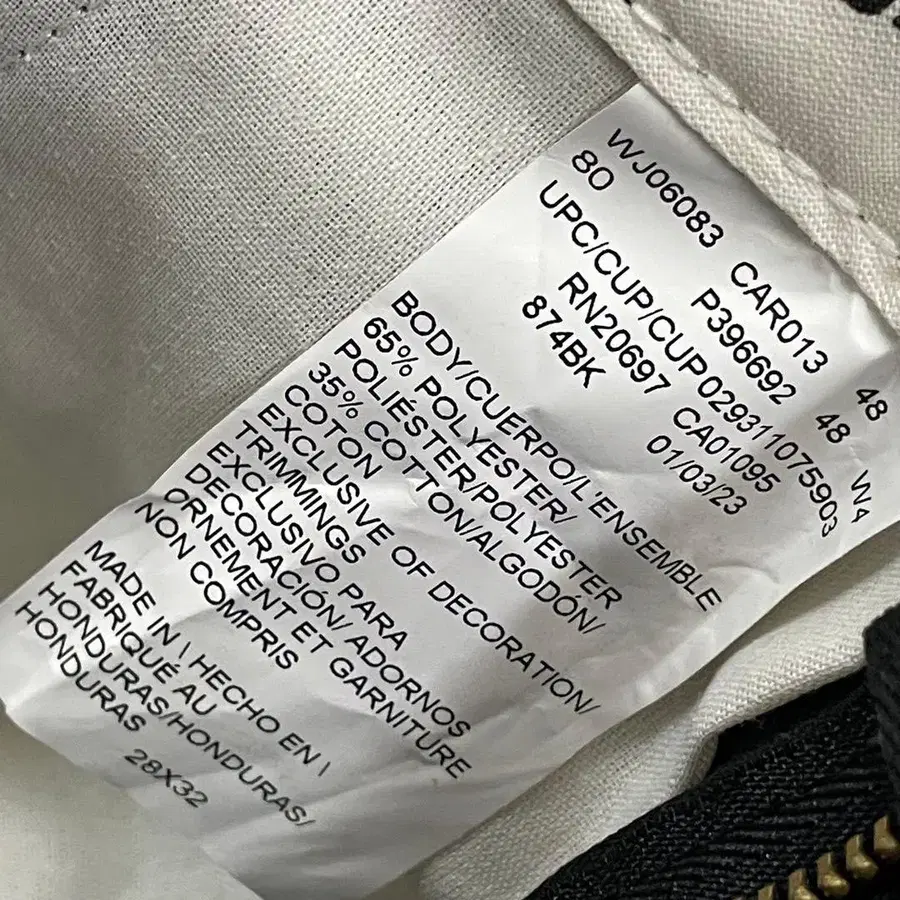 WJ06083 CAR013 48
80 P396692 48 W4
UPC/CUP/CUP 029311075903
RN20697 CA01095
874BK 01/03/23
BODY/CUERPO/L'ENSEMBLE
65% POLYESTER/
POLIÉSTER/POLYESTER
35% COTTON/ALGODÓN/
COTON
EXCLUSIVE OF DECORATION/
TRIMMINGS
EXCLUSIVO PARA
DECORACIÓN/ADORNOS
ORNEMENT ET GARNITURE
NON COMPRIS
MADE IN \ HECHO EN \
FABRIQUÉ AU
HONDURAS/HONDURAS/
HONDURAS
28X32